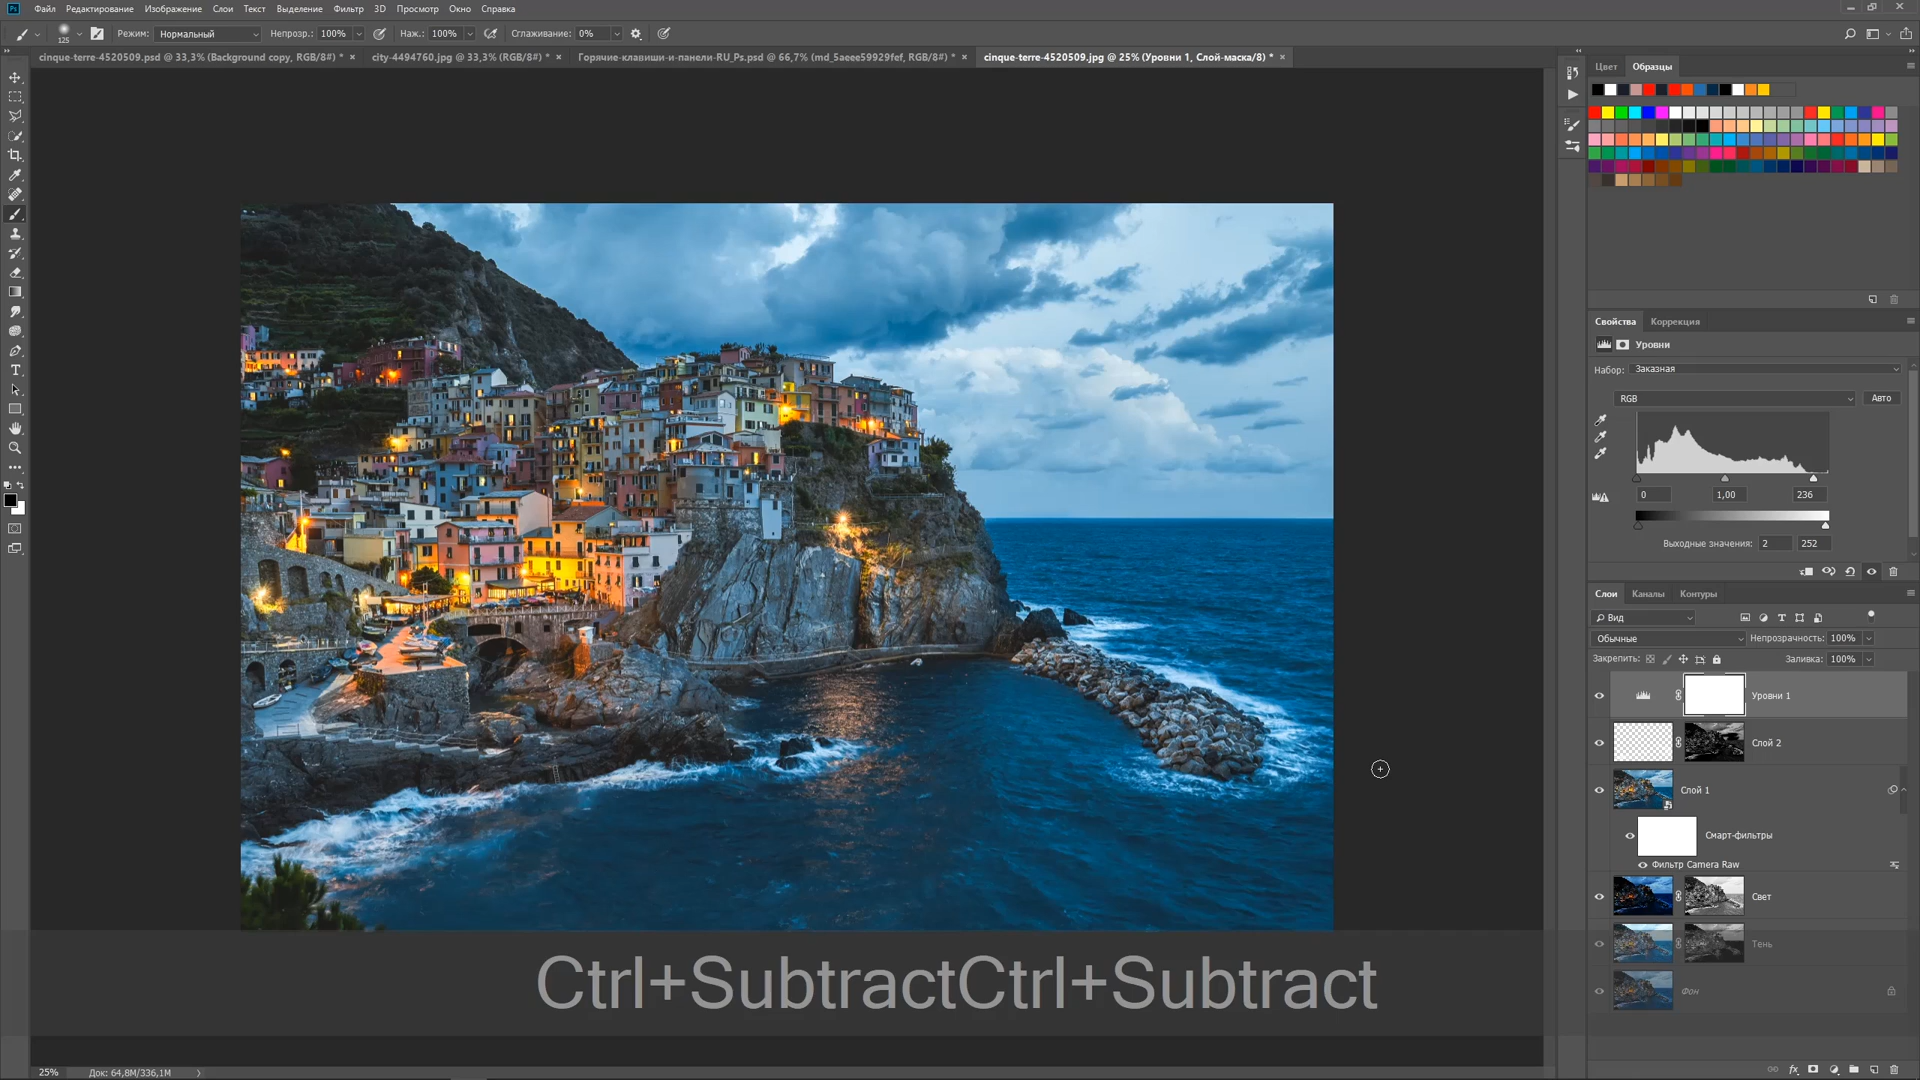 Ps Файл Редактирование Изображение Слои Текст Выделение Фильтр 3D Просмотр Окно Справка
125 Режим: Нормальный Непрозр.: 100% Наж.: 100% Сглаживание: 0%
cinque-terre-4520509.psd @ 33,3% (Background copy, RGB/8#) * × city-4494760.jpg @ 33,3% (RGB/8#) * × Горячие-клавиши-и-панели-RU_Ps.psd @ 66,7% (md_5aeee59929fef, RGB/8#) * × cinque-terre-4520509.jpg @ 25% (Уровни 1, Слой-маска/8) * ×
Цвет Образцы
Свойства Коррекция
Уровни
Набор: Заказная
RGB Авто
0 1,00 236
Выходные значения: 2 252
Слои Каналы Контуры
Вид
Обычные Непрозрачность: 100%
Закрепить: Заливка: 100%
Уровни 1
Слой 2
Слой 1
Смарт-фильтры
Фильтр Camera Raw
Свет
Тень
Фон
Ctrl+SubtractCtrl+Subtract
25% Док: 64,8M/336,1M